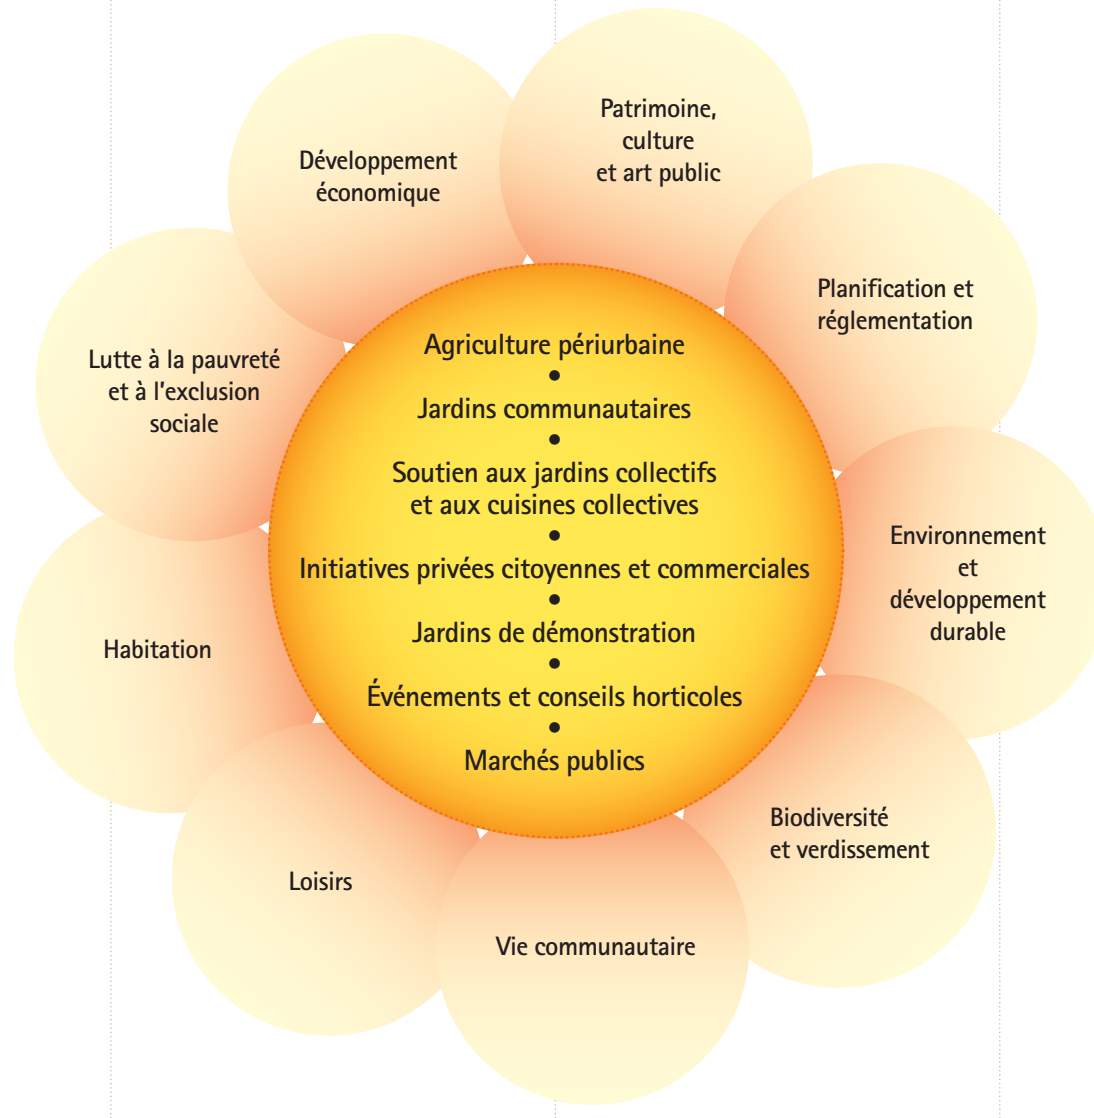 Patrimoine,
culture
et art public
Développement
économique
Planification et
réglementation
Lutte à la pauvreté
et à l'exclusion
sociale
Agriculture périurbaine
•
Jardins communautaires
•
Soutien aux jardins collectifs
et aux cuisines collectives
•
Initiatives privées citoyennes et commerciales
•
Jardins de démonstration
•
Événements et conseils horticoles
•
Marchés publics
Environnement
et
développement
durable
Habitation
Biodiversité
et verdissement
Loisirs
Vie communautaire